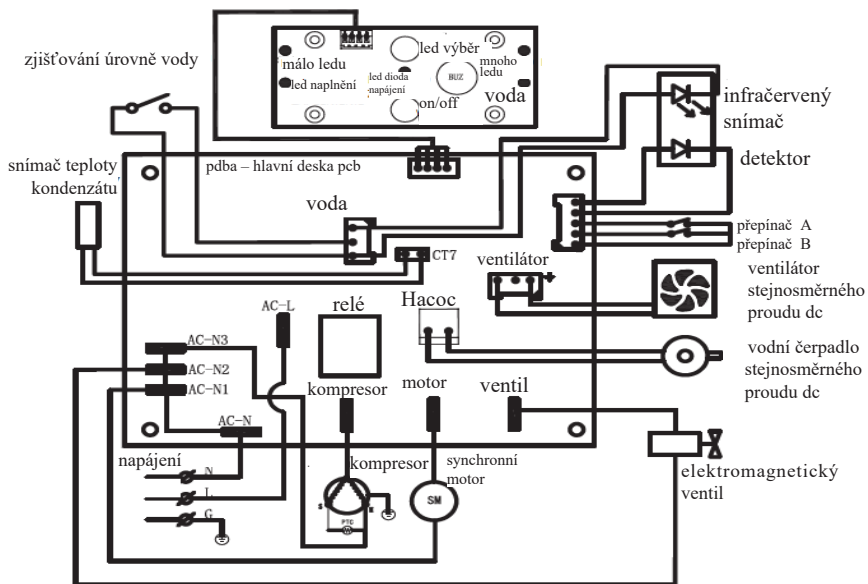 zjišťování úrovně vody
málo ledu
led výběr
mnoho
ledu
led naplnění
led dioda
napájení
BUZ
on/off
voda
infračervený
snímač
detektor
snímač teploty
kondenzátu
pdba – hlavní deska pcb
voda
CT7
přepínač A
přepínač B
ventilátor
+
ventilátor
stejnosměrného
proudu dc
AC-L
relé
Насос
AC-N3
AC-N2
AC-N1
AC-N
kompresor
motor
ventil
vodní čerpadlo
stejnosměrného
proudu dc
napájení
N
L
G
kompresor
S
R
PTC
synchronní
motor
SM
elektromagnetický
ventil